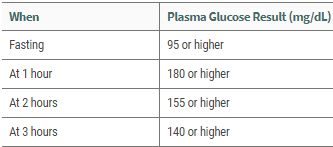 When Plasma Glucose Result (mg/dL)
Fasting 95 or higher
At 1 hour 180 or higher
At 2 hours 155 or higher
At 3 hours 140 or higher